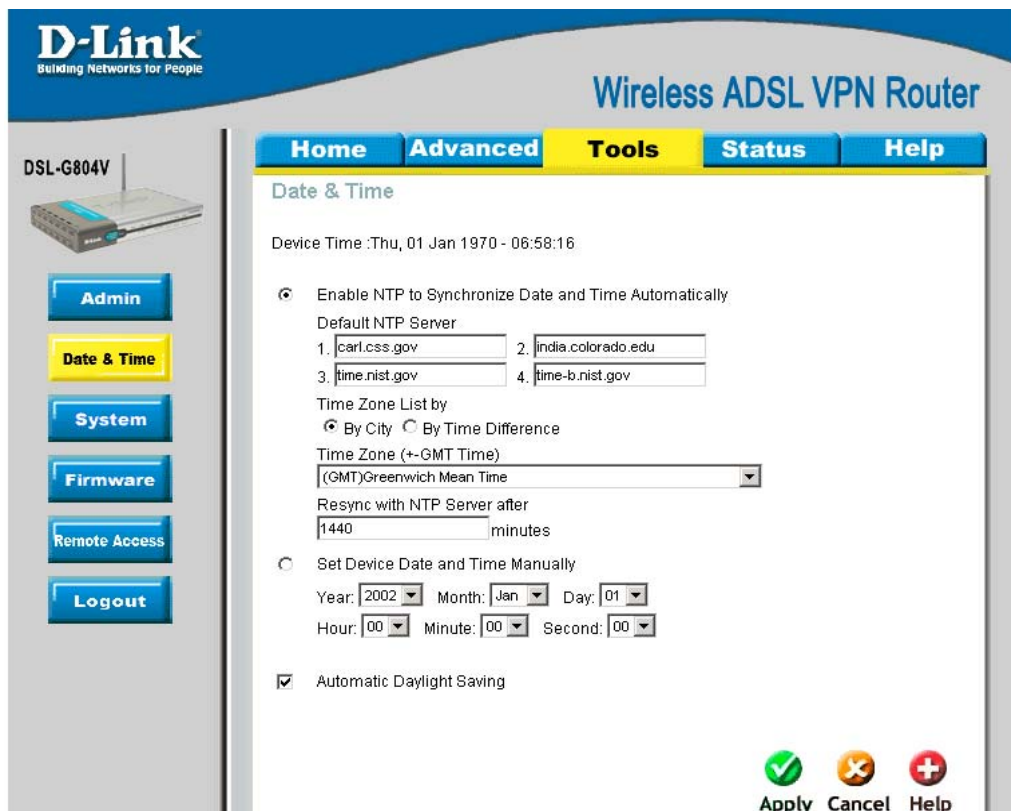 D-Link
Building Networks for People
Wireless ADSL VPN Router
DSL-G804V
Home Advanced Tools Status Help
Admin
Date & Time
System
Firmware
Remote Access
Logout
Date & Time
Device Time :Thu, 01 Jan 1970 - 06:58:16
Enable NTP to Synchronize Date and Time Automatically
Default NTP Server
1. carl.css.gov 2. india.colorado.edu
3. time.nist.gov 4. time-b.nist.gov
Time Zone List by
By City By Time Difference
Time Zone (+-GMT Time)
(GMT)Greenwich Mean Time
Resync with NTP Server after
1440 minutes
Set Device Date and Time Manually
Year: 2002 Month: Jan Day: 01
Hour: 00 Minute: 00 Second: 00
Automatic Daylight Saving
Apply Cancel Help